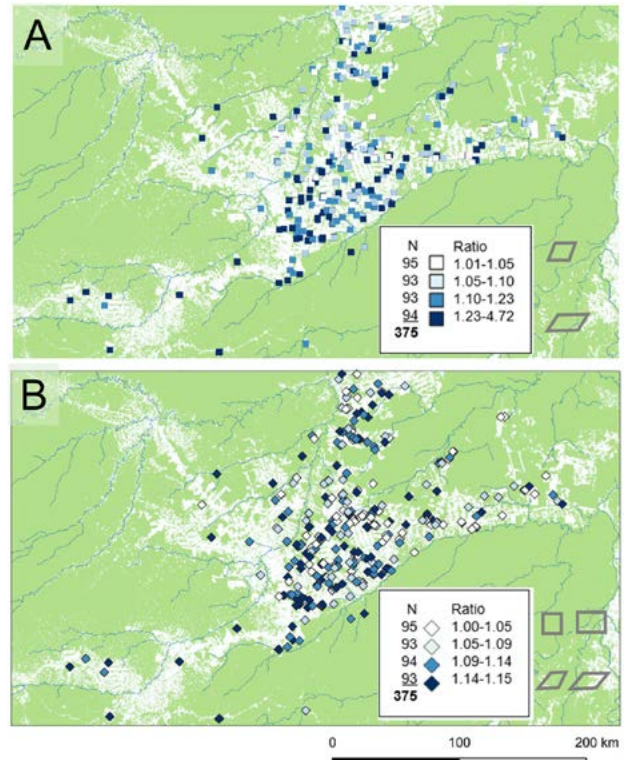 A
N Ratio
95 1.01-1.05
93 1.05-1.10
93 1.10-1.23
94 1.23-4.72
375
B
N Ratio
95 1.00-1.05
93 1.05-1.09
94 1.09-1.14
93 1.14-1.15
375
0 100 200 km